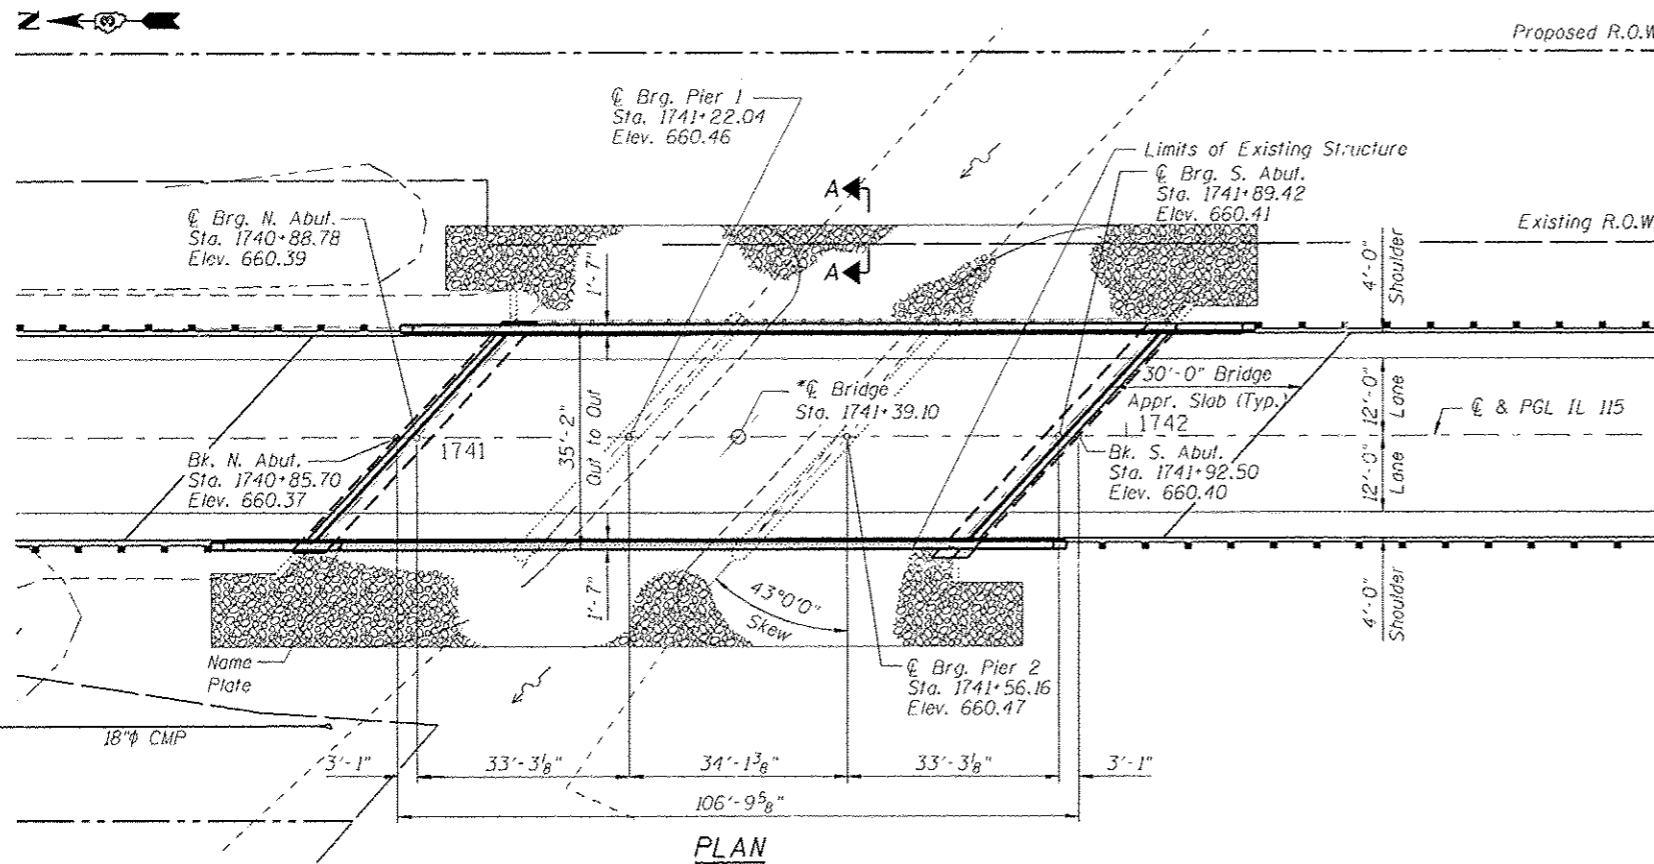 N
Proposed R.O.W
℄ Brg. Pier 1
Sta. 1741+22.04
Elev. 660.46
Limits of Existing Structure
℄ Brg. S. Abut.
Sta. 1741+89.42
Elev. 660.41
A
A
℄ Brg. N. Abut.
Sta. 1740+88.78
Elev. 660.39
Existing R.O.W.
1'-7"
4'-0"
Shoulder
*℄ Bridge
Sta. 1741+39.10
30'-0" Bridge
Appr. Slab (Typ.)
1742
12'-0"
Lane
℄ & PGL IL 115
35'-2"
Out to Out
1741
Bk. N. Abut.
Sta. 1740+85.70
Elev. 660.37
Bk. S. Abut.
Sta. 1741+92.50
Elev. 660.40
12'-0"
Lane
1'-7"
43°0'0"
Skew
4'-0"
Shoulder
Name
Plate
℄ Brg. Pier 2
Sta. 1741+56.16
Elev. 660.47
18"ϕ CMP
3'-1"
33'-3⅛"
34'-1⅜"
33'-3⅛"
3'-1"
106'-9⅝"
PLAN